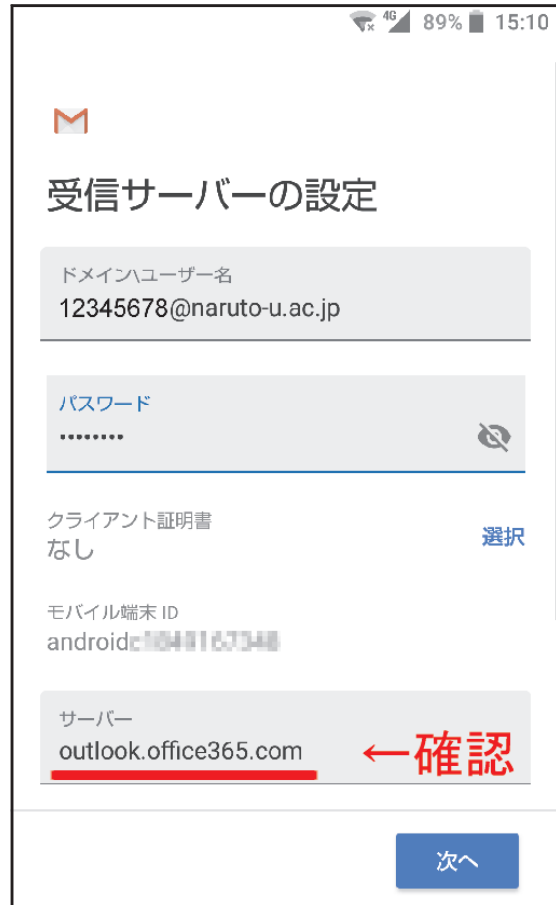 4G 89% 15:10
受信サーバーの設定
ドメイン\ユーザー名
12345678@naruto-u.ac.jp
パスワード
••••••••
クライアント証明書
なし
選択
モバイル端末 ID
android
サーバー
outlook.office365.com ←確認
次へ